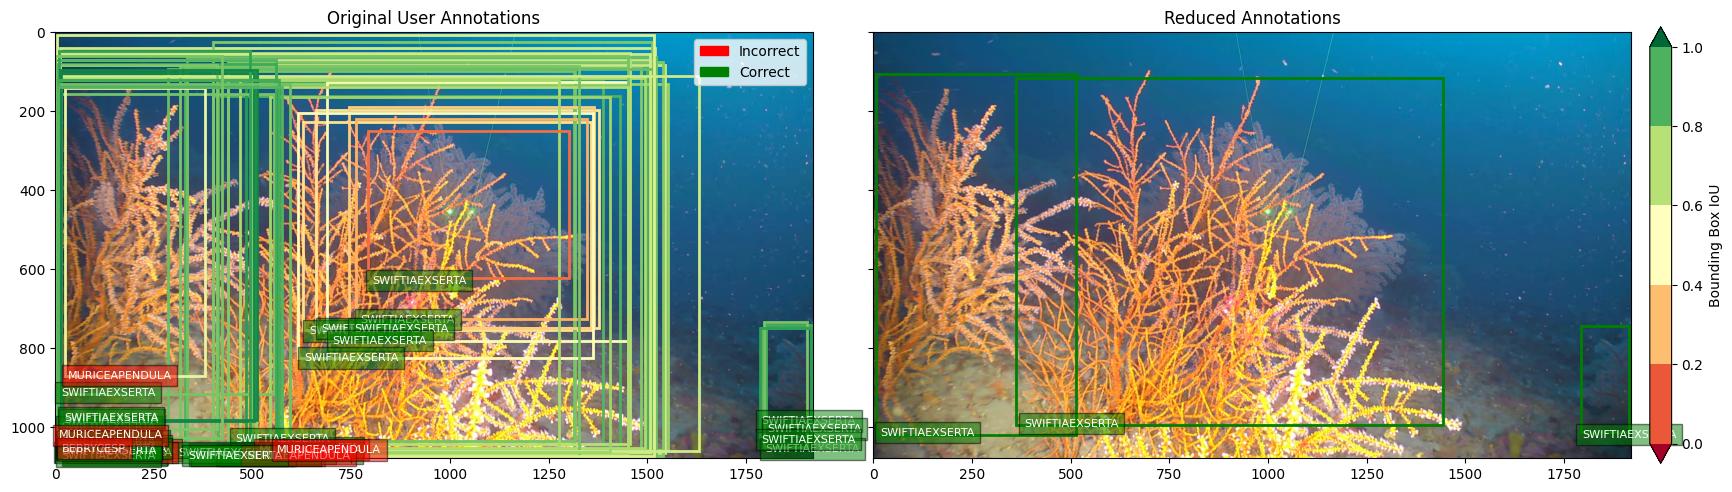 Original User Annotations
Reduced Annotations
Incorrect
Correct
0
200
400
600
800
1000
0
250
500
750
1000
1250
1500
1750
SWIFTIAEXSERTA
SWIFTIAEXSERTA
SWIFTIAEXSERTA
SWIFTIAEXSERTA
SWIFTIAEXSERTA
SWIFTIAEXSERTA
MURICEAPENDULA
SWIFTIAEXSERTA
SWIFTIAEXSERTA
MURICEAPENDULA
SWIFTIAEXSERTA
SWIFTIAEXSERTA
MURICEAPENDULA
SWIFTIAEXSERTA
SWIFTIAEXSERTA
SWIFTIAEXSERTA
SWIFTIAEXSERTA
0
250
500
750
1000
1250
1500
1750
SWIFTIAEXSERTA
SWIFTIAEXSERTA
SWIFTIAEXSERTA
1.0
0.8
0.6
0.4
0.2
0.0
Bounding Box IoU